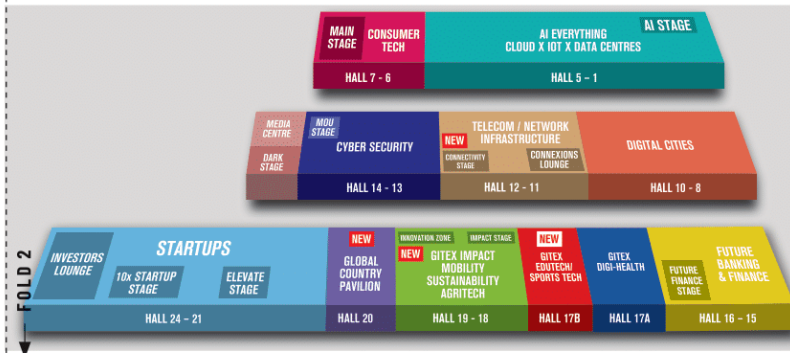 MAIN
STAGE
CONSUMER
TECH
AI EVERYTHING
CLOUD X IOT X DATA CENTRES
AI STAGE
HALL 7 - 6
HALL 5 – 1
MEDIA
CENTRE
DARK
STAGE
MOU
STAGE
CYBER SECURITY
TELECOM / NETWORK
INFRASTRUCTURE
NEW
CONNECTIVITY
STAGE
CONNEXIONS
LOUNGE
DIGITAL CITIES
HALL 14 - 13
HALL 12 - 11
HALL 10 - 8
INVESTORS
LOUNGE
STARTUPS
10x STARTUP
STAGE
ELEVATE
STAGE
NEW
GLOBAL
COUNTRY
PAVILION
INNOVATION ZONE
IMPACT STAGE
NEW
GITEX IMPACT
MOBILITY
SUSTAINABILITY
AGRITECH
NEW
GITEX
EDUTECH/
SPORTS TECH
GITEX
DIGI-HEALTH
FUTURE
BANKING
& FINANCE
FUTURE
FINANCE
STAGE
HALL 24 – 21
HALL 20
HALL 19 - 18
HALL 17B
HALL 17A
HALL 16 – 15
FOLD 2